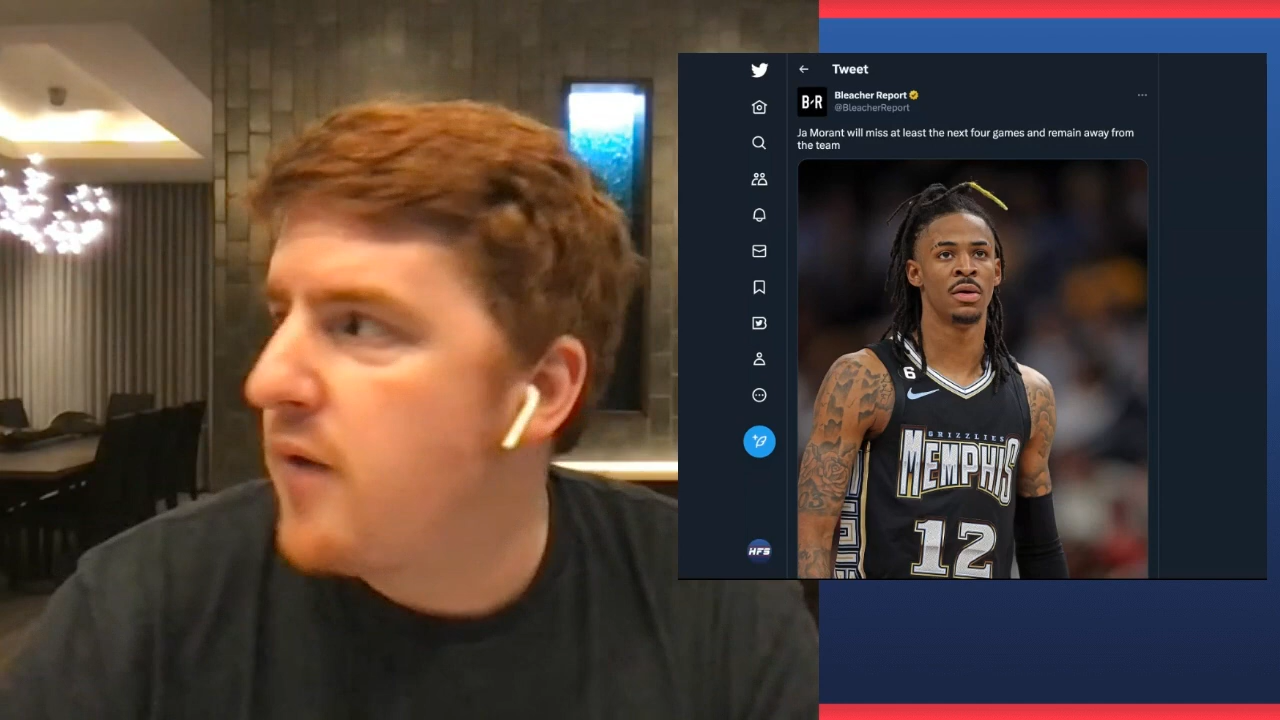 Tweet
B/R
Bleacher Report
@BleacherReport
Ja Morant will miss at least the next four games and remain away from
the team
6
GRIZZLIES
MEMPHIS
12
HFS